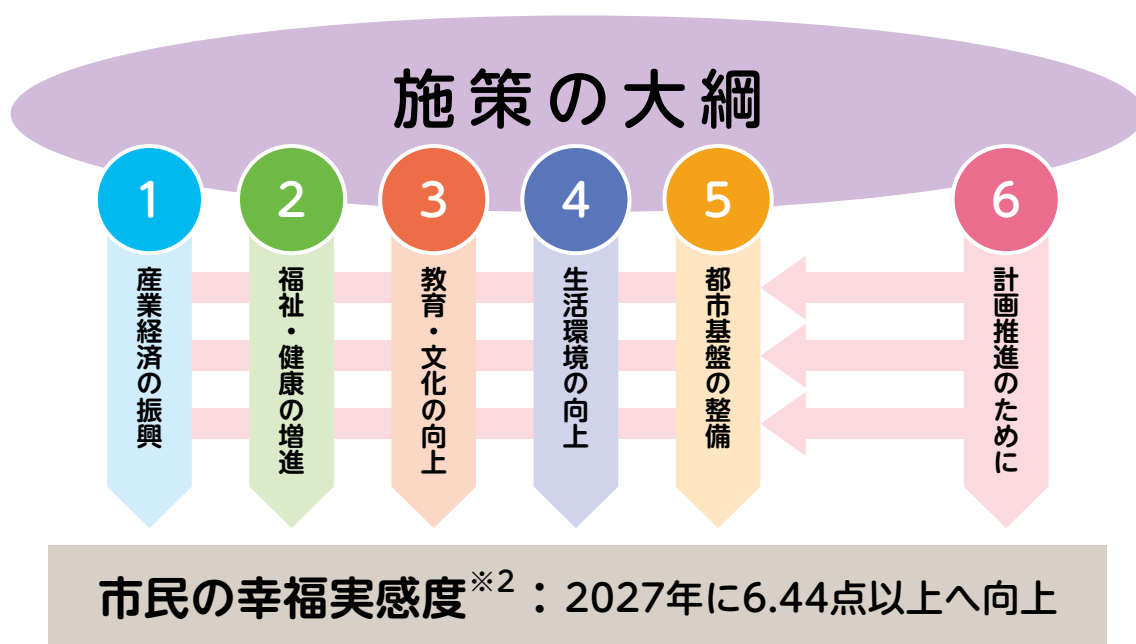 施策の大綱
1
産業経済の振興
2
福祉・健康の増進
3
教育・文化の向上
4
生活環境の向上
5
都市基盤の整備
6
計画推進のために
市民の幸福実感度※2：2027年に6.44点以上へ向上